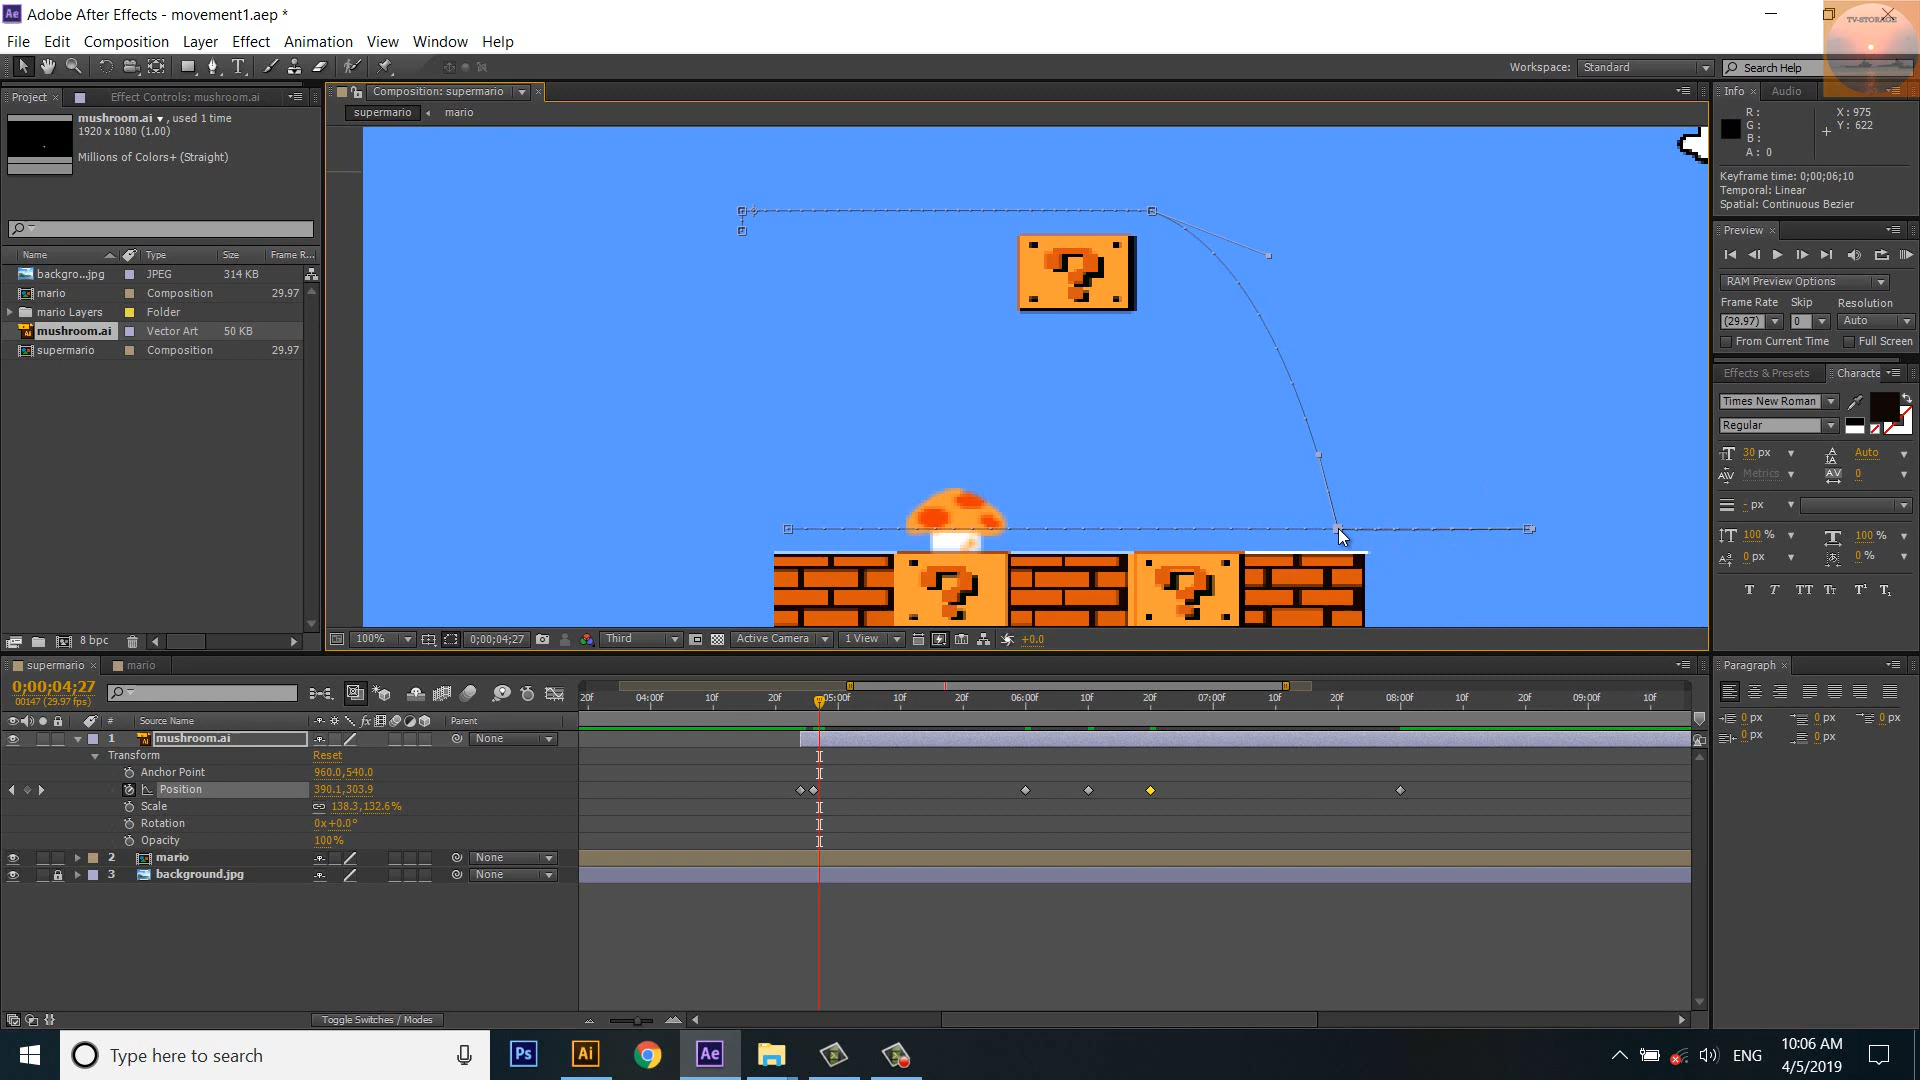 Adobe After Effects - movement1.aep *
TV-STORAGE
File Edit Composition Layer Effect Animation View Window Help
Workspace: Standard
Search Help
Project × Effect Controls: mushroom.ai
Composition: supermario
Info × Audio
mushroom.ai, used 1 time
1920 x 1080 (1.00)
Millions of Colors+ (Straight)
supermario mario
R :
G :
B :
A : 0
X : 975
Y : 622
Keyframe time: 0;00;06;10
Temporal: Linear
Spatial: Continuous Bezier
Preview ×
RAM Preview Options
Frame Rate Skip Resolution
(29.97) 0 Auto
From Current Time Full Screen
Effects & Presets Characte
Times New Roman
Regular
30 px Auto
Metrics 0
- px
100 % 100 %
0 px 0 %
T T TT Tt T¹ T₁
Name Type Size Frame R...
backgro...jpg JPEG 314 KB
mario Composition 29.97
mario Layers Folder
mushroom.ai Vector Art 50 KB
supermario Composition 29.97
8 bpc
100% 0;00;04;27 Third Active Camera 1 View +0.0
supermario × mario
0;00;04;27
00147 (29.97 fps)
20f 04:00f 10f 20f 05:00f 10f 20f 06:00f 10f 20f 07:00f 10f 20f 08:00f 10f 20f 09:00f 10f
# Source Name Parent
1 mushroom.ai None
Transform Reset
Anchor Point 960.0,540.0
Position 390.1,303.9
Scale 138.3,132.6%
Rotation 0x+0.0°
Opacity 100%
2 mario None
3 background.jpg None
Toggle Switches / Modes
Paragraph ×
0 px 0 px 0 px
0 px 0 px
Type here to search
Ps Ai Ae
ENG
10:06 AM
4/5/2019